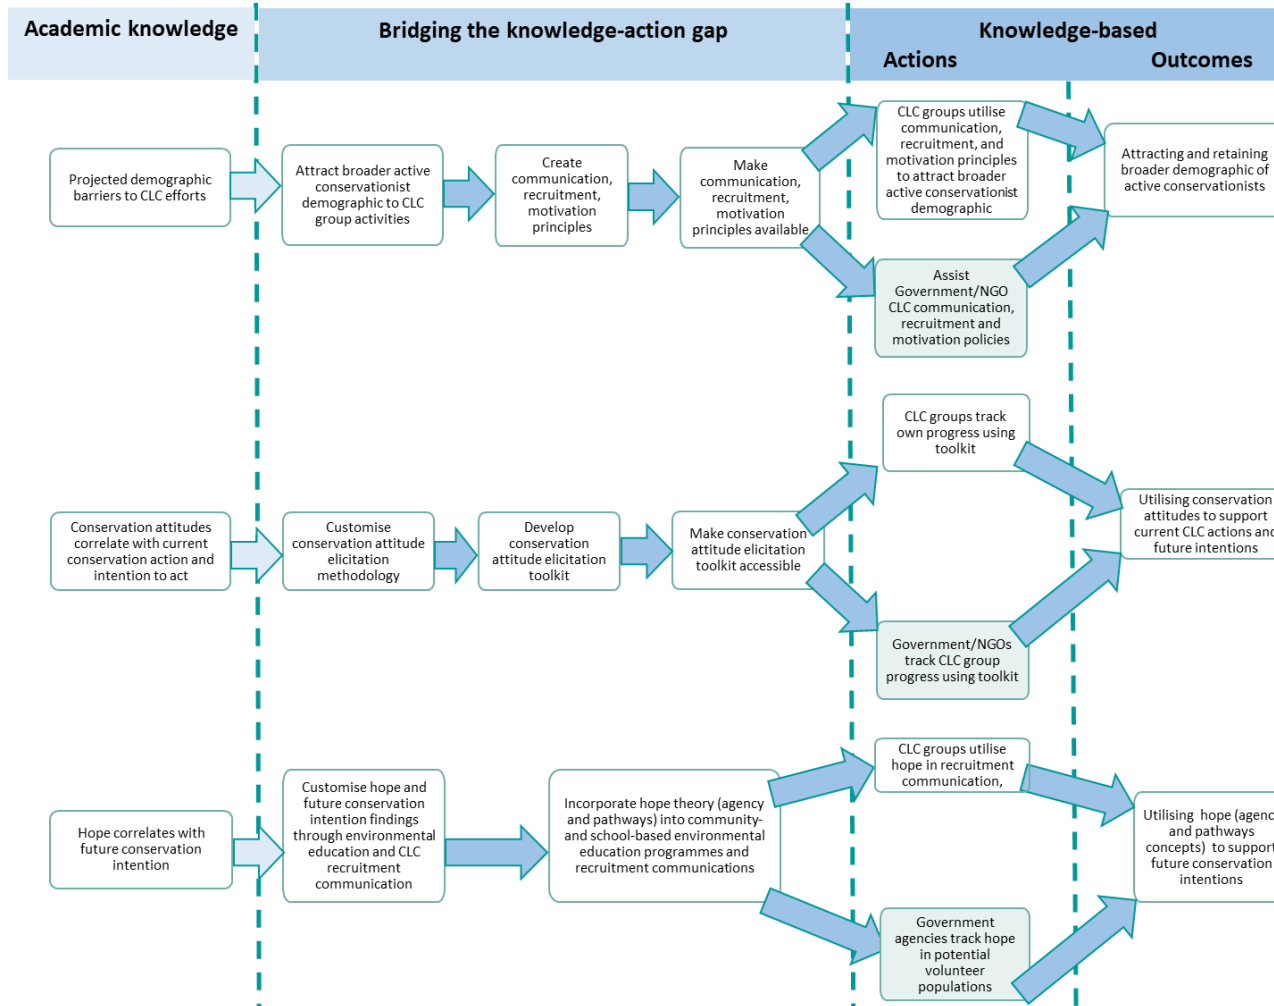 Academic knowledge
Bridging the knowledge-action gap
Knowledge-based
Actions
Outcomes
Projected demographic
barriers to CLC efforts
Attract broader active
conservationist
demographic to CLC
group activities
Create
communication,
recruitment,
motivation
principles
Make
communication,
recruitment,
motivation
principles available
CLC groups utilise
communication,
recruitment, and
motivation principles
to attract broader
active conservationist
demographic
Assist
Government/NGO
CLC communication,
recruitment and
motivation policies
Attracting and retaining
broader demographic of
active conservationists
Conservation attitudes
correlate with current
conservation action and
intention to act
Customise
conservation attitude
elicitation
methodology
Develop
conservation
attitude elicitation
toolkit
Make conservation
attitude elicitation
toolkit accessible
CLC groups track
own progress using
toolkit
Government/NGOs
track CLC group
progress using toolkit
Utilising conservation
attitudes to support
current CLC actions and
future intentions
Hope correlates with
future conservation
intention
Customise hope and
future conservation
intention findings
through environmental
education and CLC
recruitment
communication
Incorporate hope theory (agency
and pathways) into community-
and school-based environmental
education programmes and
recruitment communications
CLC groups utilise
hope in recruitment
communication,
Government
agencies track hope
in potential
volunteer
populations
Utilising hope (agency
and pathways
concepts) to support
future conservation
intentions